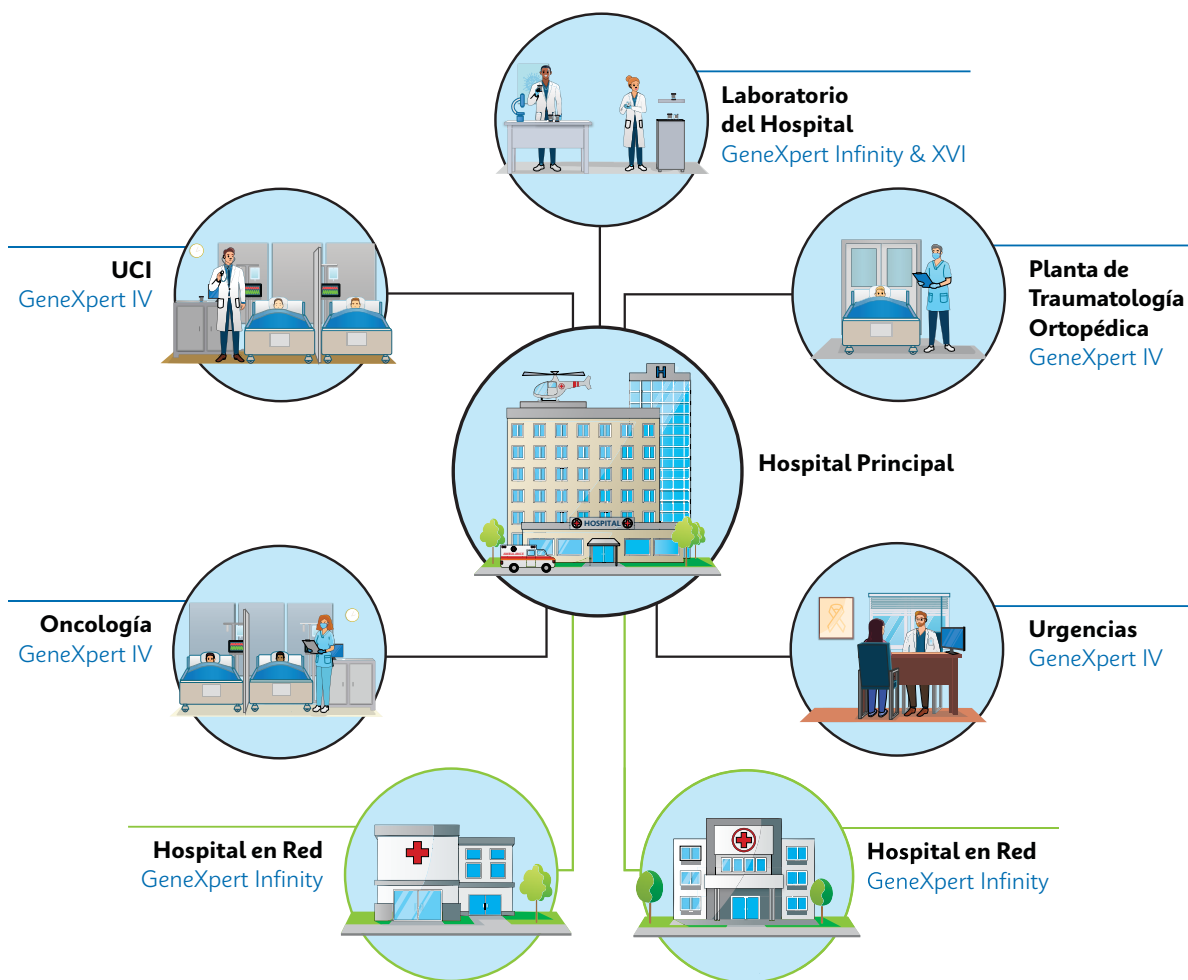 Laboratorio
del Hospital
GeneXpert Infinity & XVI
UCI
GeneXpert IV
Planta de
Traumatología
Ortopédica
GeneXpert IV
H
HOSPITAL
Hospital Principal
Oncología
GeneXpert IV
Urgencias
GeneXpert IV
Hospital en Red
GeneXpert Infinity
Hospital en Red
GeneXpert Infinity